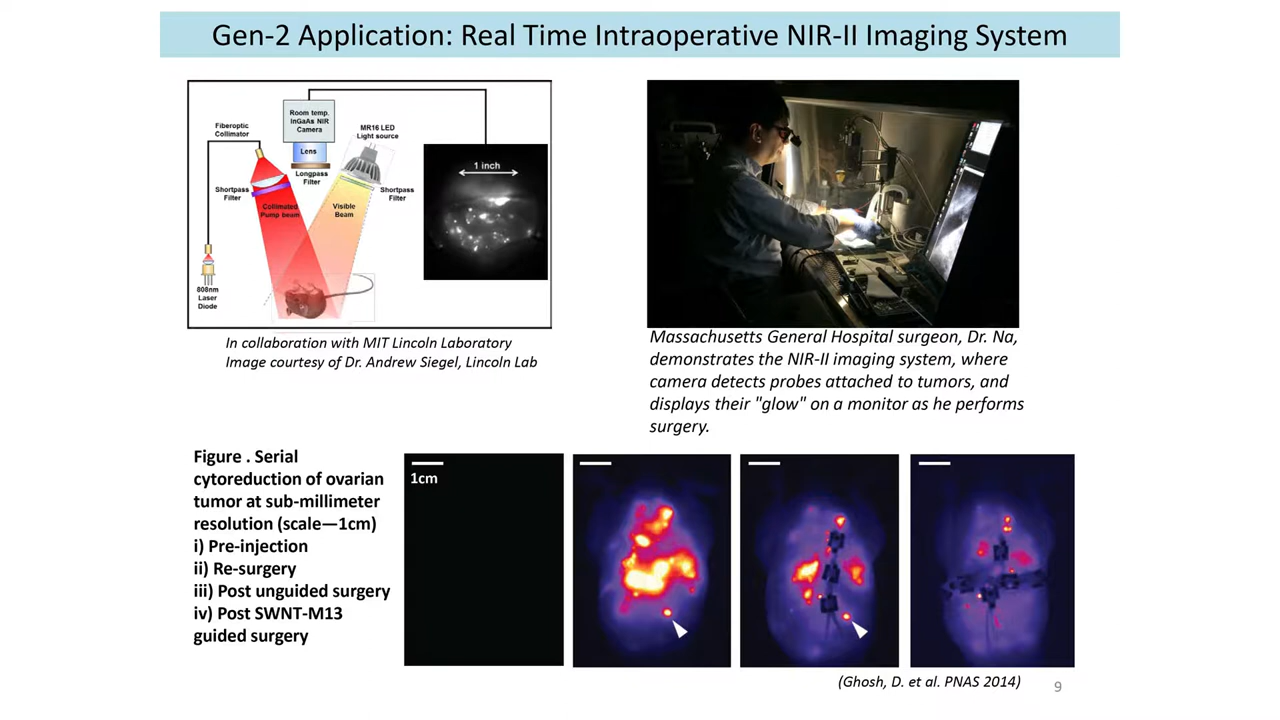 Gen-2 Application: Real Time Intraoperative NIR-II Imaging System
Room temp.
InGaAs NIR
Camera
Fiberoptic
Collimator
MR16 LED
Light source
Lens
Longpass
Filter
Shortpass
Filter
Shortpass
Filter
Collimated
Pump beam
Visible
Beam
1 inch
808nm
Laser
Diode
In collaboration with MIT Lincoln Laboratory
Image courtesy of Dr. Andrew Siegel, Lincoln Lab
Massachusetts General Hospital surgeon, Dr. Na,
demonstrates the NIR-II imaging system, where
camera detects probes attached to tumors, and
displays their "glow" on a monitor as he performs
surgery.
Figure . Serial
cytoreduction of ovarian
tumor at sub-millimeter
resolution (scale—1cm)
i) Pre-injection
ii) Re-surgery
iii) Post unguided surgery
iv) Post SWNT-M13
guided surgery
1cm
(Ghosh, D. et al. PNAS 2014)
9